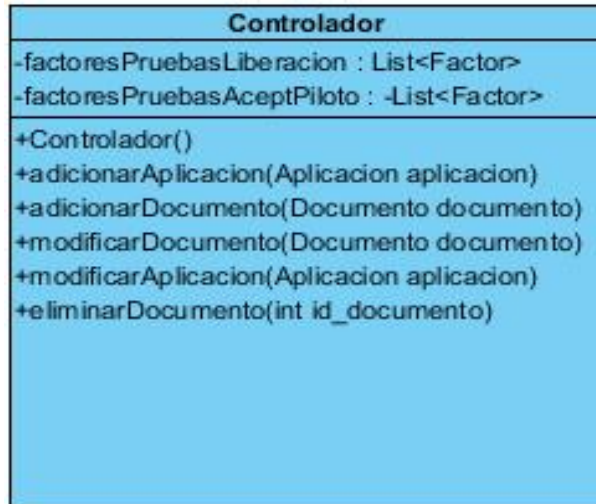 Controlador
-factoresPruebasLiberacion : List<Factor>
-factoresPruebasAceptPiloto : -List<Factor>
+Controlador()
+adicionarAplicacion(Aplicacion aplicacion)
+adicionarDocumento(Documento documento)
+modificarDocumento(Documento documento)
+modificarAplicacion(Aplicacion aplicacion)
+eliminarDocumento(int id_documento)